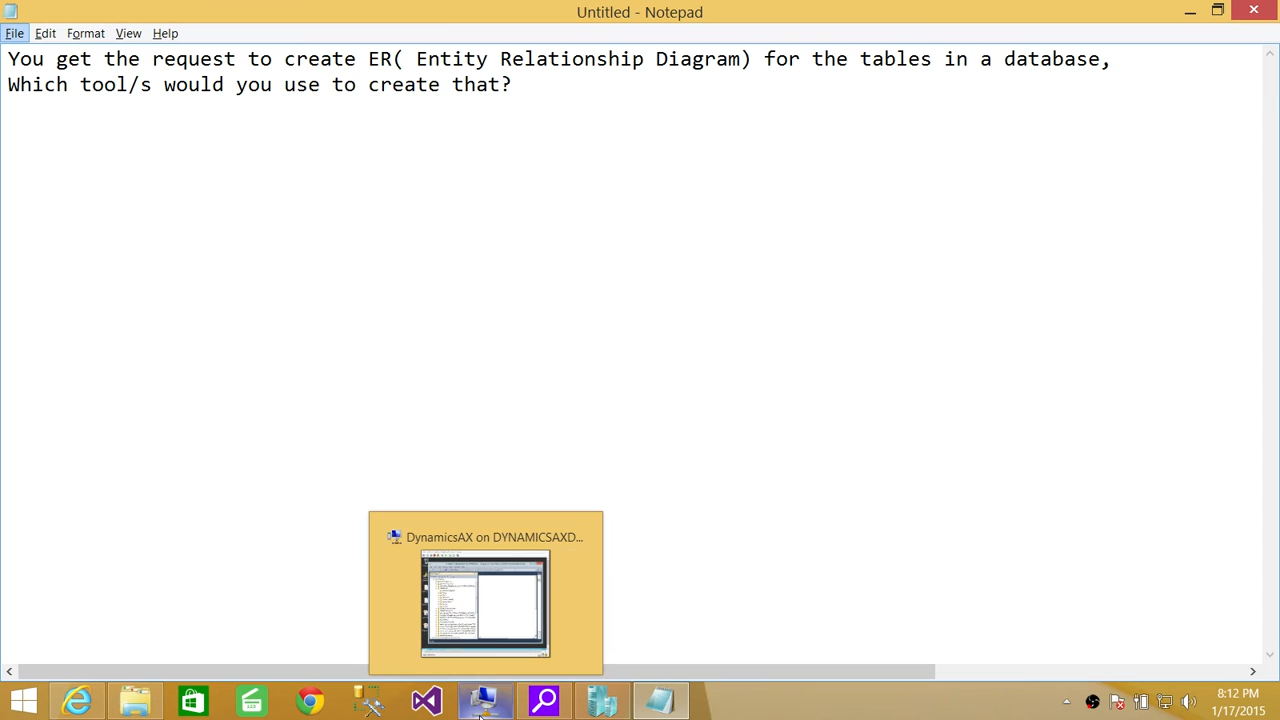 Untitled - Notepad
File Edit Format View Help
You get the request to create ER( Entity Relationship Diagram) for the tables in a database,
Which tool/s would you use to create that?
DynamicsAX on DYNAMICSAXD...
8:12 PM
1/17/2015